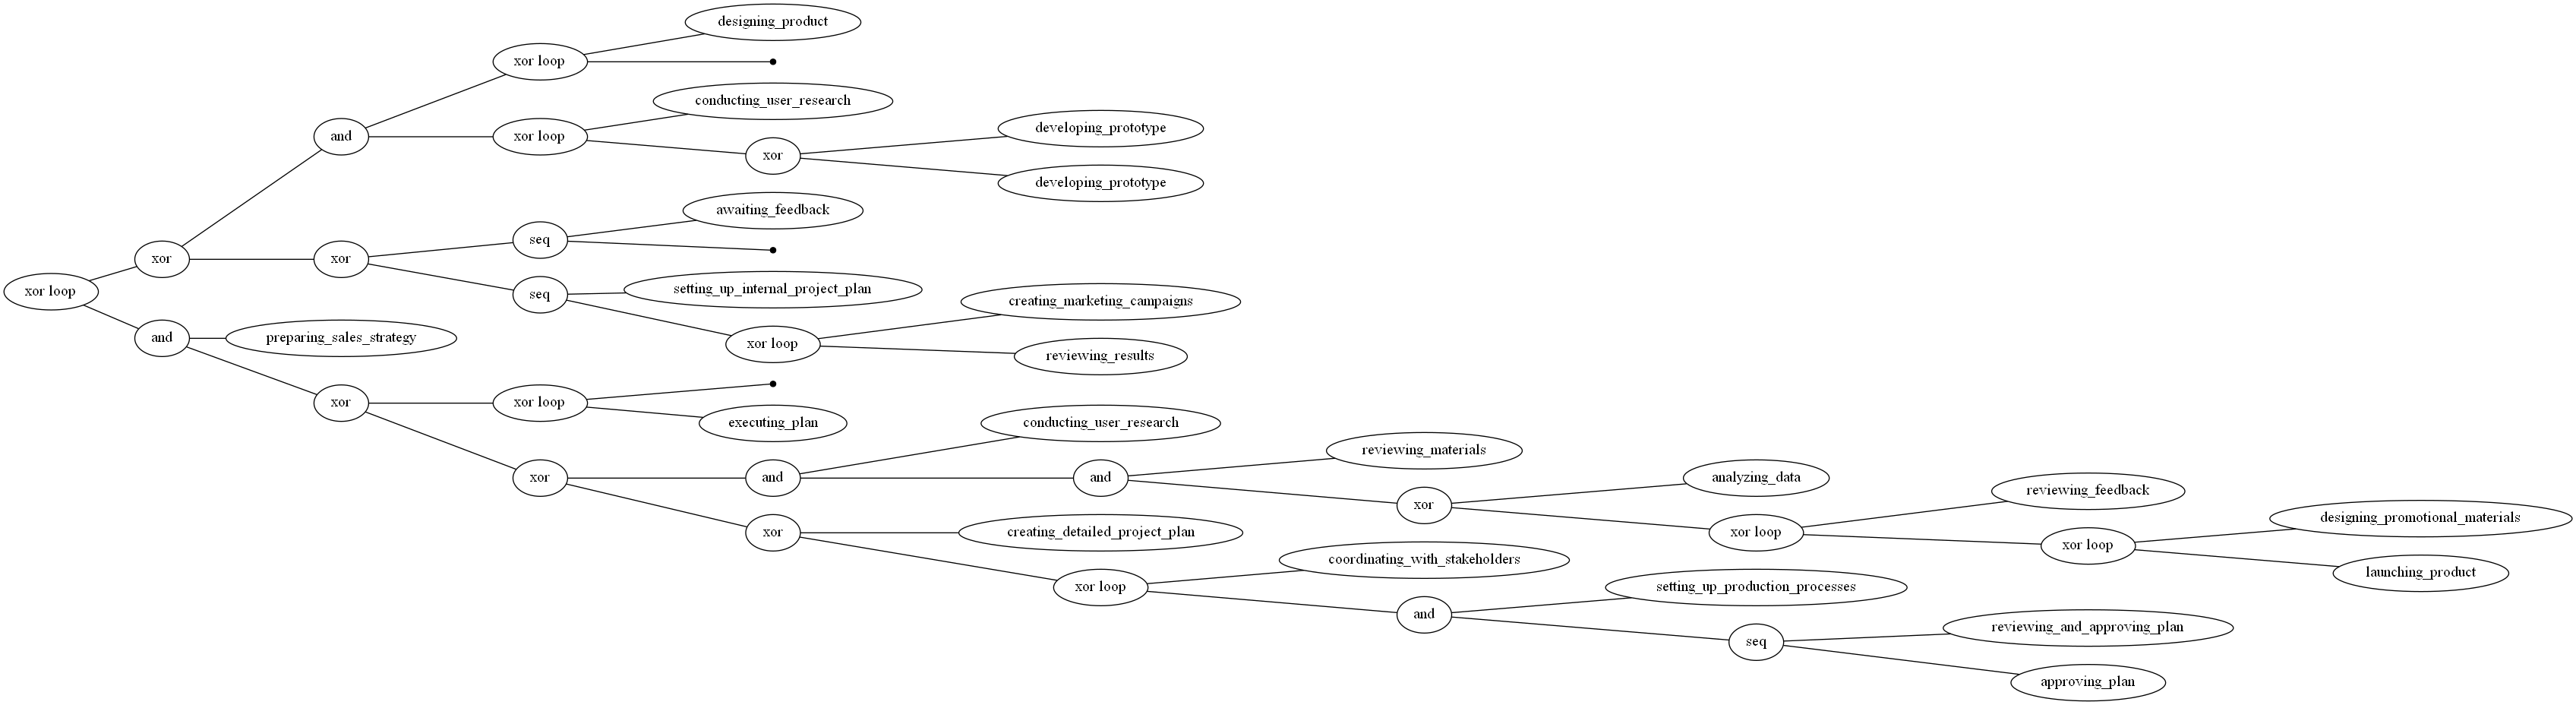 designing_product
xor loop
conducting_user_research
developing_prototype
and
xor loop
xor
developing_prototype
awaiting_feedback
seq
xor
xor
setting_up_internal_project_plan
xor loop
seq
creating_marketing_campaigns
and
preparing_sales_strategy
xor loop
reviewing_results
xor
xor loop
executing_plan
conducting_user_research
reviewing_materials
xor
and
and
analyzing_data
xor
reviewing_feedback
xor
creating_detailed_project_plan
xor loop
xor loop
designing_promotional_materials
coordinating_with_stakeholders
launching_product
xor loop
setting_up_production_processes
and
reviewing_and_approving_plan
seq
approving_plan